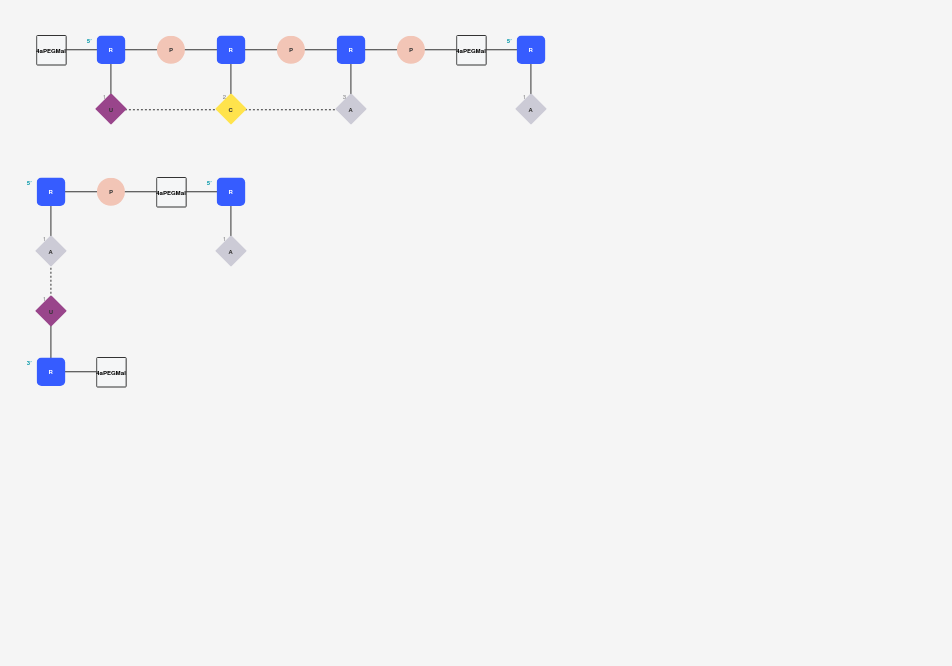 5' 5'
4aPEGMal R P R P R P 4aPEGMal R
1 2 3 1
U C A A
5' 5'
R P 4aPEGMal R
1 1
A A
1
U
3'
R 4aPEGMal